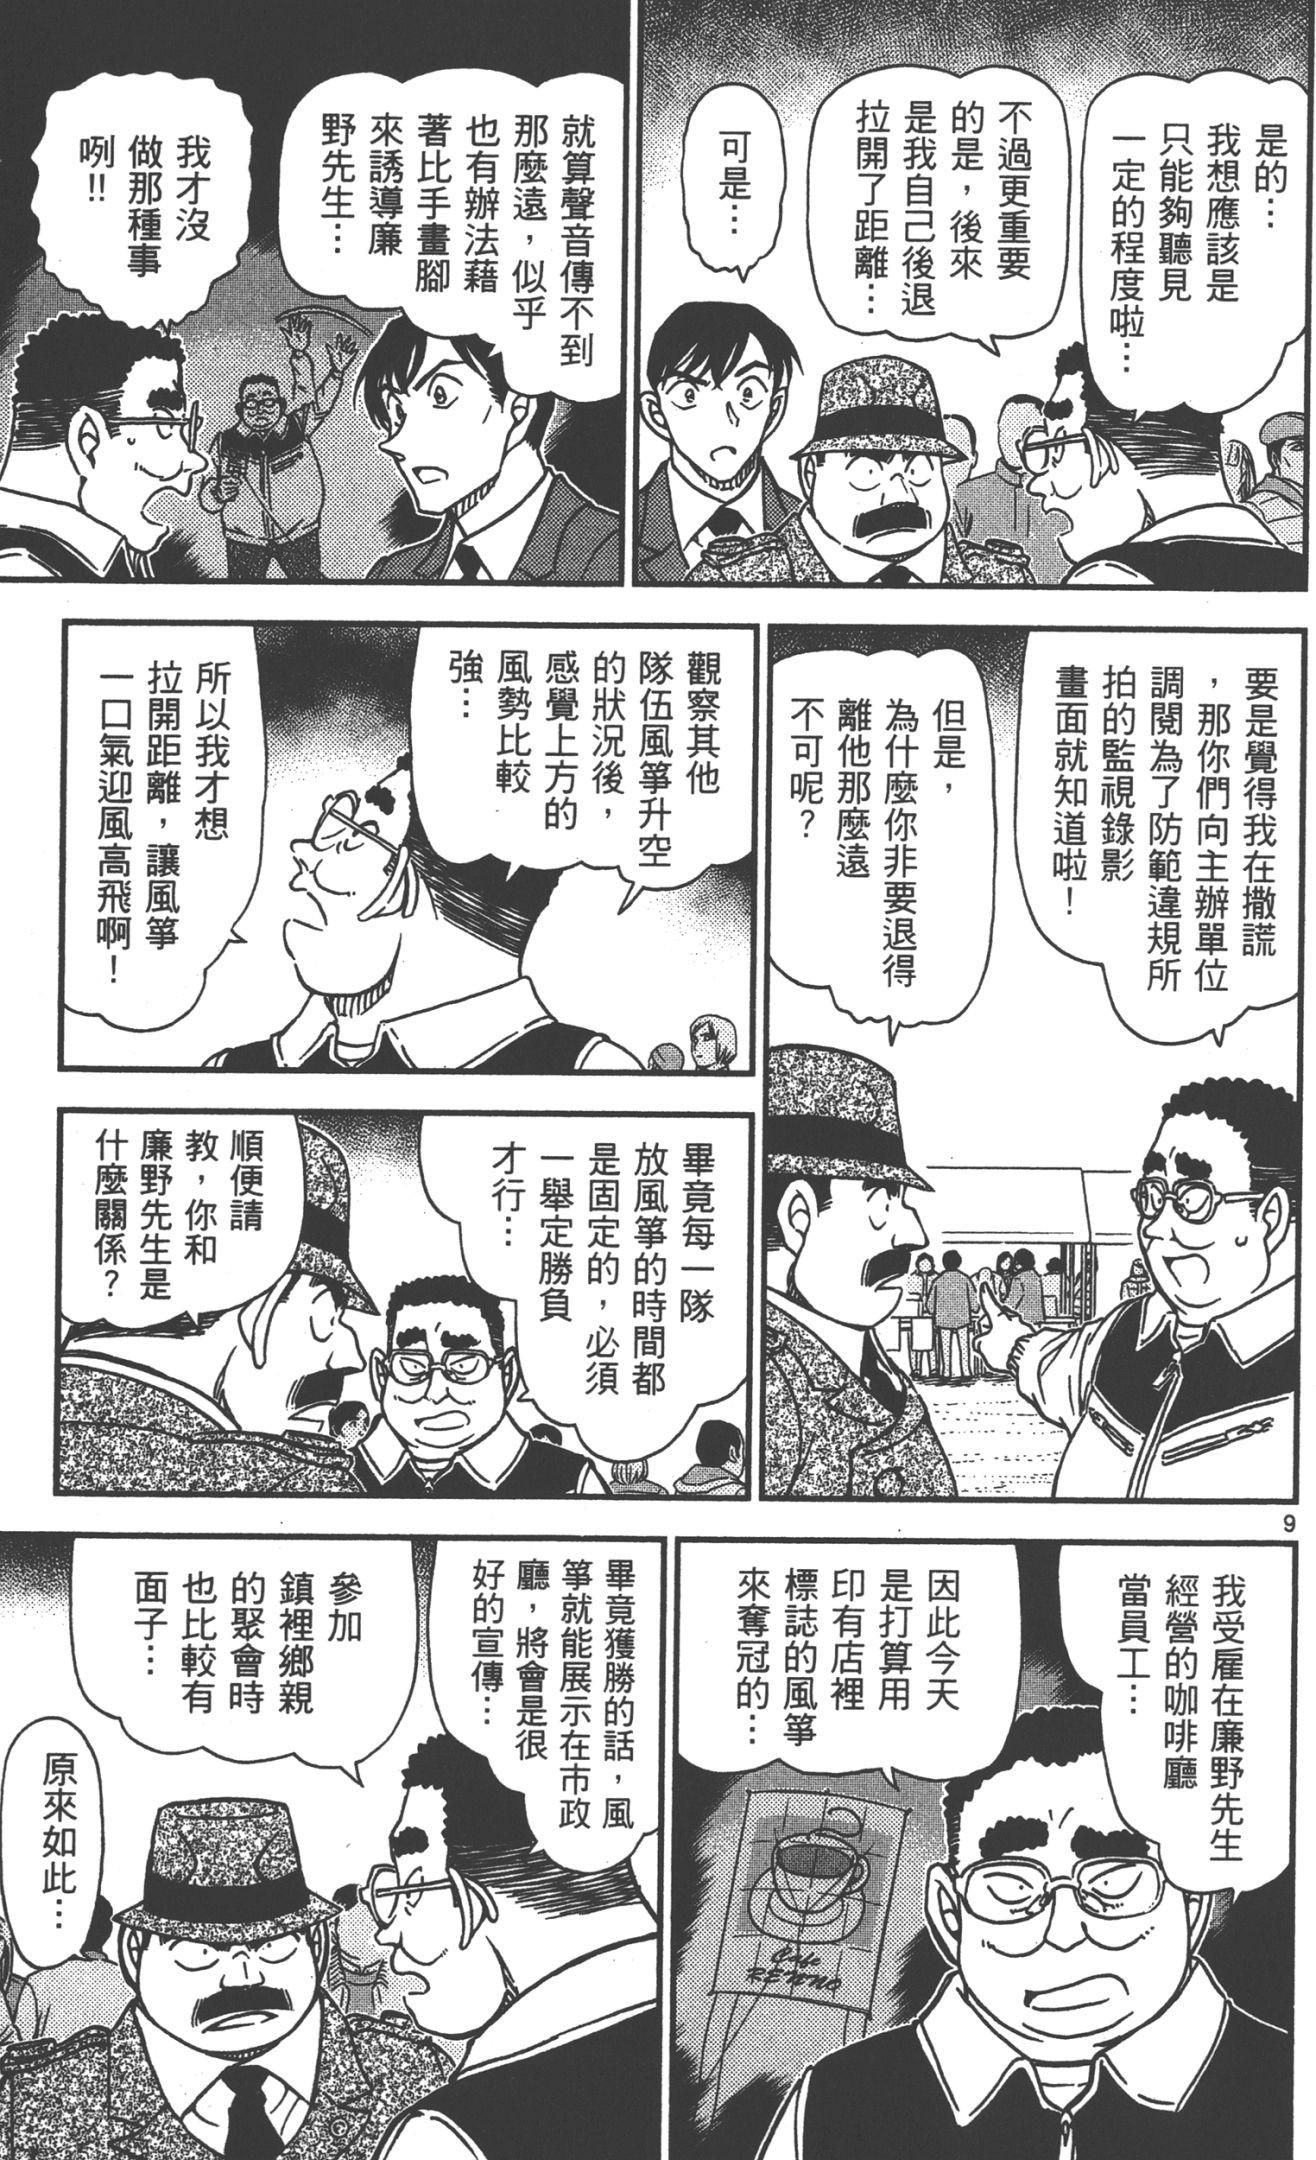 是的…
我想應該是
只能夠聽見
一定的程度啦…
不過更重要
的是，後來
是我自己後退
拉開了距離…
可是…
就算聲音傳不到
那麼遠，似乎
也有辦法藉
著比手畫腳
來誘導廉
野先生…
我才沒
做那種事
咧!!
要是覺得我在撒謊
，那你們向主辦單位
調閱為了防範違規所
拍的監視錄影
畫面就知道啦！
但是，
為什麼你非要退得
離他那麼遠
不可呢？
觀察其他
隊伍風箏升空
的狀況後，
感覺上方的
風勢比較
強…
所以我才想
拉開距離，讓風箏
一口氣迎風高飛啊！
畢竟每一隊
放風箏的時間都
是固定的，必須
一舉定勝負
才行…
順便請
教，你和
廉野先生是
什麼關係？
9
我受雇在廉野先生
經營的咖啡廳
當員工…
因此今天
是打算用
印有店裡
標誌的風箏
來奪冠的…
Cafe
RENNO
畢竟獲勝的話，風
箏就能展示在市政
廳，將會是很
好的宣傳…
參加
鎮裡鄉親
的聚會時
也比較有
面子…
原來如此…